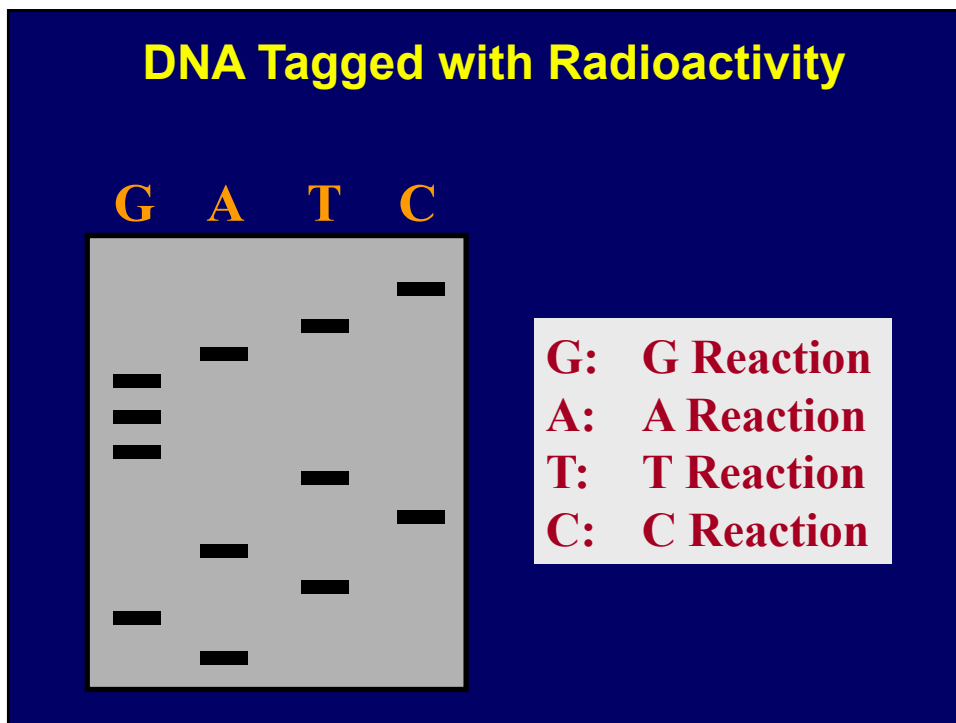 DNA Tagged with Radioactivity
G A T C
G: G Reaction
A: A Reaction
T: T Reaction
C: C Reaction